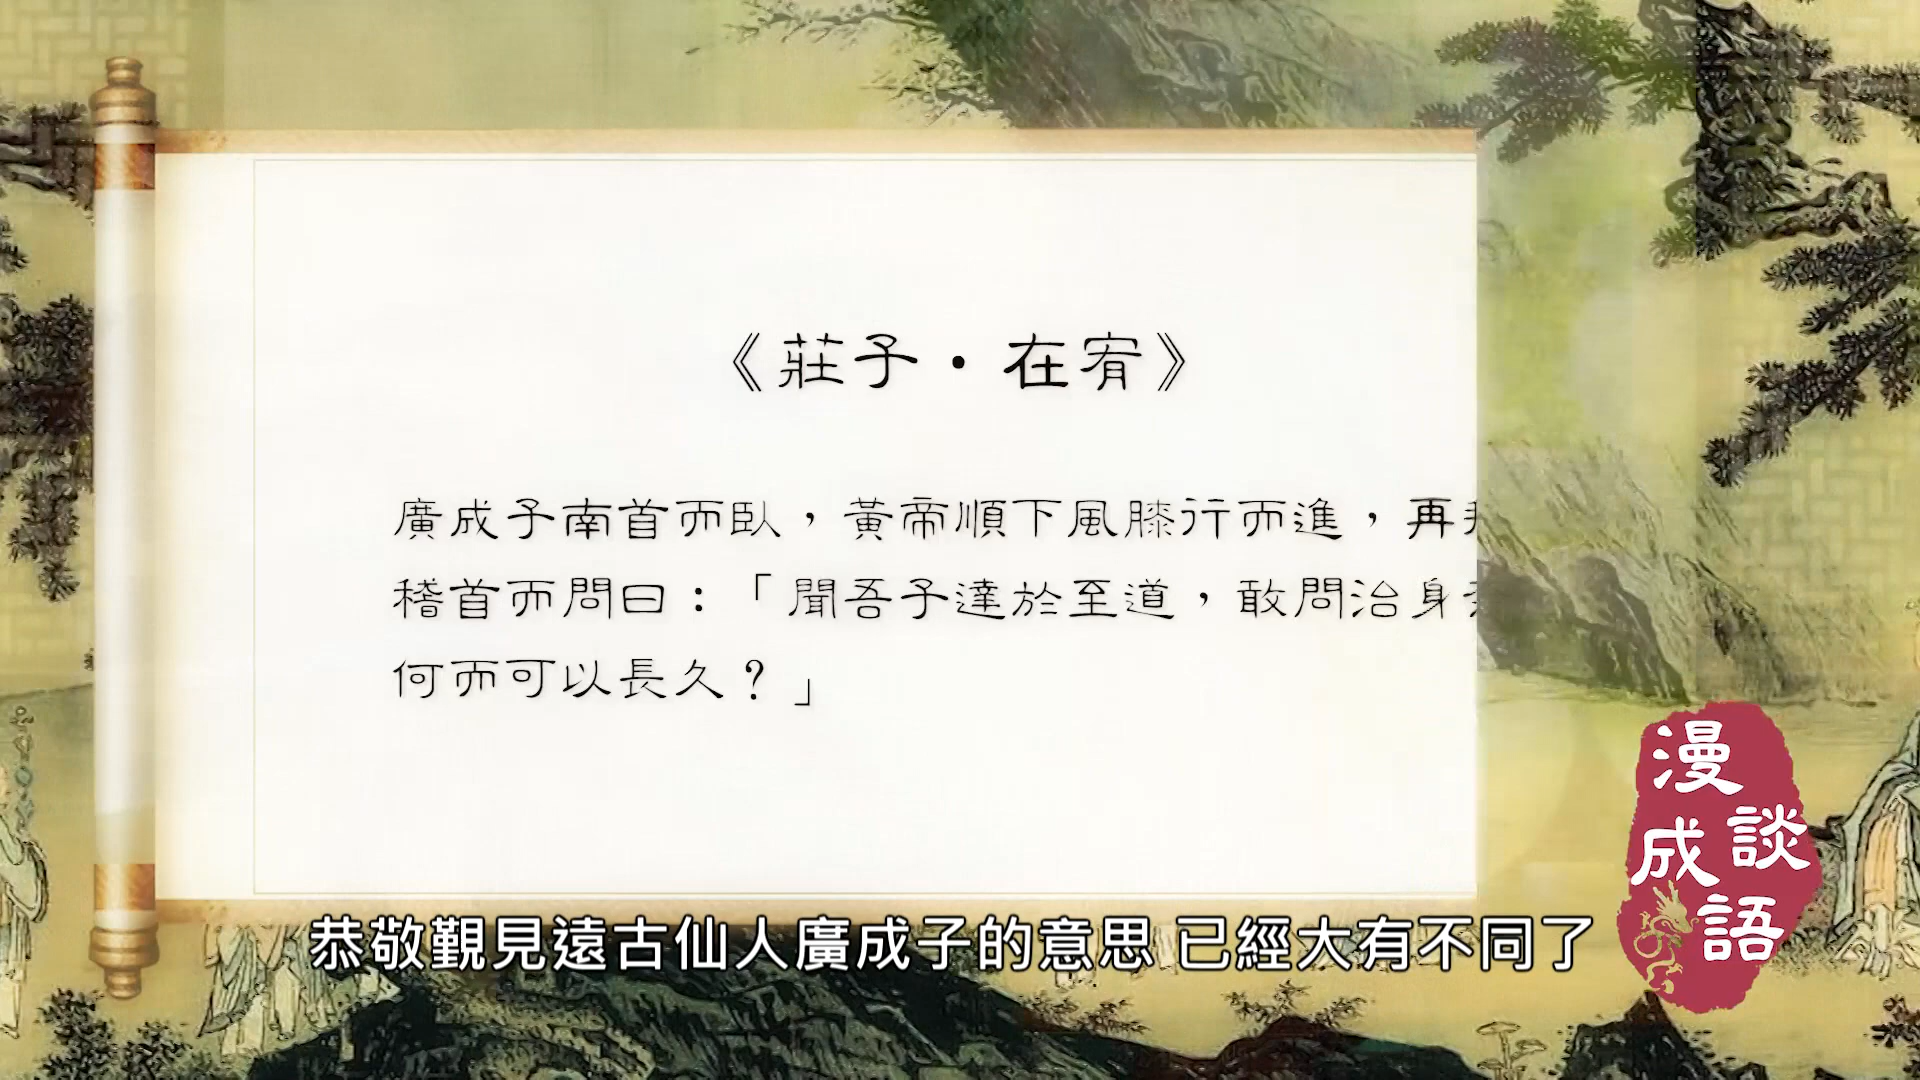 《莊子·在宥》
廣成子南首而臥，黃帝順下風膝行而進，再
稽首而問曰：「聞吾子達於至道，敢問治身
何而可以長久？」
恭敬覲見遠古仙人廣成子的意思 已經大有不同了
漫談
成語